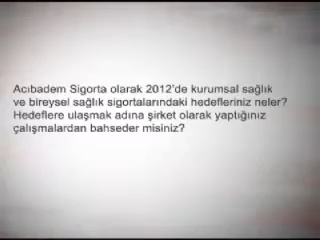 Acıbadem Sigorta olarak 2012'de kurumsal sağlık
ve bireysel sağlık sigortalarındaki hedefleriniz neler?
Hedeflere ulaşmak adına şirket olarak yaptığınız
çalışmalardan bahseder misiniz?